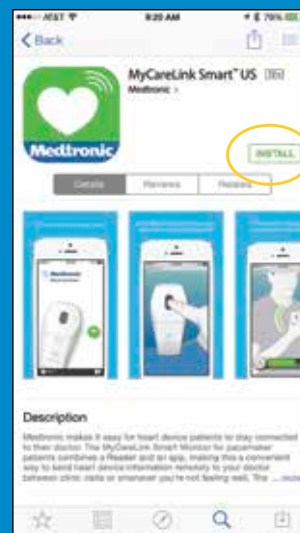 AT&T 8:20 AM 79%
Back
MyCareLink Smart™ US
Medtronic >
Medtronic
INSTALL
Details Reviews Related
Medtronic
Description
Medtronic makes it easy for heart device patients to stay connected
to their doctor. The MyCareLink Smart Monitor for pacemaker
patients combines a Reader and an app, making this a convenient
way to send heart device information remotely to your doctor
between clinic visits or whenever you're not feeling well. The ... more